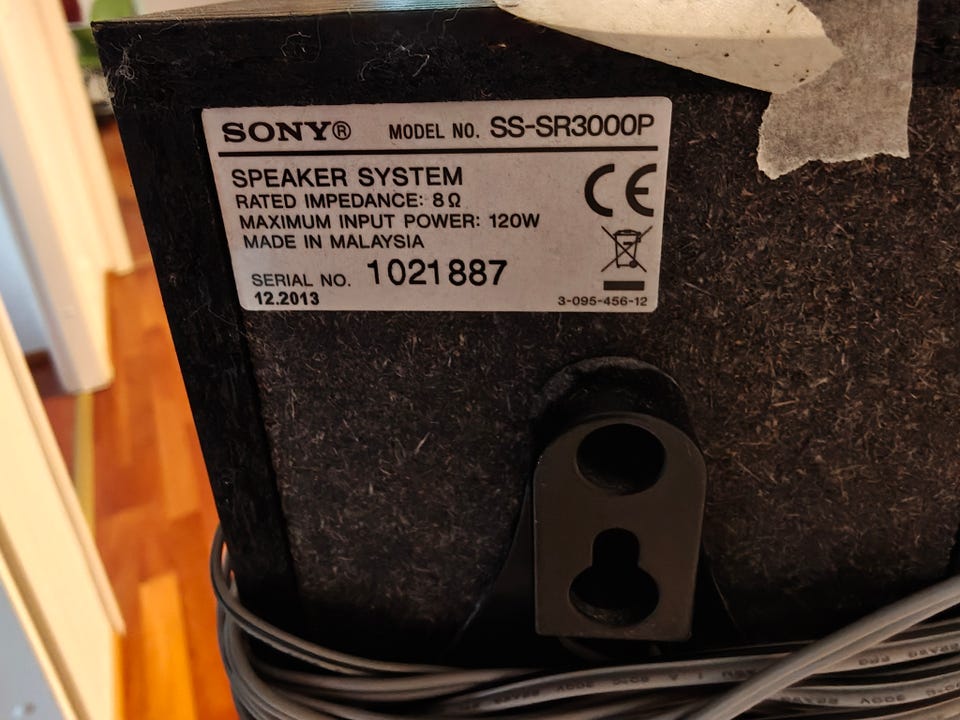 SONY® MODEL NO. SS-SR3000P
SPEAKER SYSTEM
RATED IMPEDANCE: 8Ω
MAXIMUM INPUT POWER: 120W
MADE IN MALAYSIA
CE
SERIAL NO. 1021887
12.2013
3-095-456-12